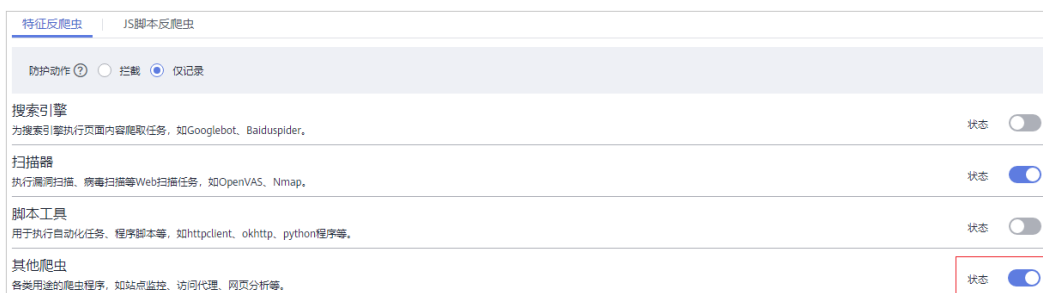 特征反爬虫 JS脚本反爬虫
防护动作 ? 拦截 仅记录
搜索引擎
为搜索引擎执行页面内容爬取任务，如Googlebot、Baiduspider。
状态
扫描器
执行漏洞扫描、病毒扫描等Web扫描任务，如OpenVAS、Nmap。
状态
脚本工具
用于执行自动化任务、程序脚本等，如httpclient、okhttp、python程序等。
状态
其他爬虫
各类用途的爬虫程序，如站点监控、访问代理、网页分析等。
状态